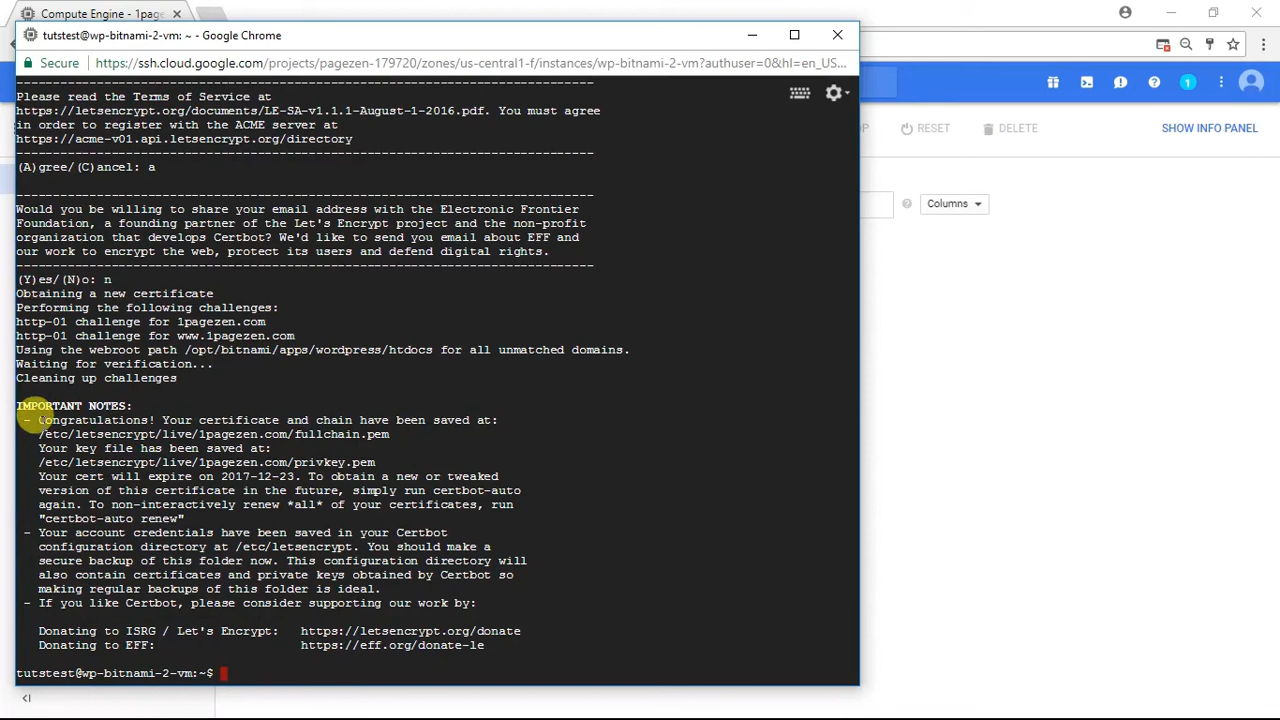 Compute Engine - 1page
tutstest@wp-bitnami-2-vm: ~ - Google Chrome
Secure https://ssh.cloud.google.com/projects/pagezen-179720/zones/us-central1-f/instances/wp-bitnami-2-vm?authuser=0&hl=en_US...
1
RESET DELETE SHOW INFO PANEL
Columns
--------------------------------------------------------------------------------
Please read the Terms of Service at
https://letsencrypt.org/documents/LE-SA-v1.1.1-August-1-2016.pdf. You must agree
in order to register with the ACME server at
https://acme-v01.api.letsencrypt.org/directory
--------------------------------------------------------------------------------
(A)gree/(C)ancel: a
--------------------------------------------------------------------------------
Would you be willing to share your email address with the Electronic Frontier
Foundation, a founding partner of the Let's Encrypt project and the non-profit
organization that develops Certbot? We'd like to send you email about EFF and
our work to encrypt the web, protect its users and defend digital rights.
--------------------------------------------------------------------------------
(Y)es/(N)o: n
Obtaining a new certificate
Performing the following challenges:
http-01 challenge for 1pagezen.com
http-01 challenge for www.1pagezen.com
Using the webroot path /opt/bitnami/apps/wordpress/htdocs for all unmatched domains.
Waiting for verification...
Cleaning up challenges
IMPORTANT NOTES:
- Congratulations! Your certificate and chain have been saved at:
/etc/letsencrypt/live/1pagezen.com/fullchain.pem
Your key file has been saved at:
/etc/letsencrypt/live/1pagezen.com/privkey.pem
Your cert will expire on 2017-12-23. To obtain a new or tweaked
version of this certificate in the future, simply run certbot-auto
again. To non-interactively renew *all* of your certificates, run
"certbot-auto renew"
- Your account credentials have been saved in your Certbot
configuration directory at /etc/letsencrypt. You should make a
secure backup of this folder now. This configuration directory will
also contain certificates and private keys obtained by Certbot so
making regular backups of this folder is ideal.
- If you like Certbot, please consider supporting our work by:
Donating to ISRG / Let's Encrypt: https://letsencrypt.org/donate
Donating to EFF: https://eff.org/donate-le
tutstest@wp-bitnami-2-vm:~$